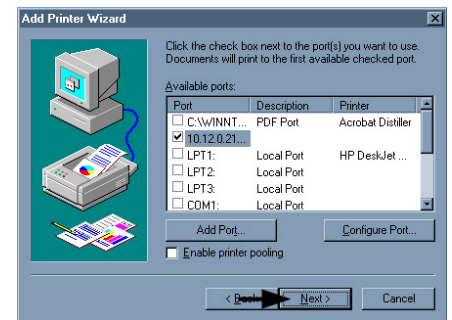 Add Printer Wizard
Click the check box next to the port(s) you want to use.
Documents will print to the first available checked port.
Available ports:
Port Description Printer
C:\WINNT... PDF Port Acrobat Distiller
10.12.0.21...
LPT1: Local Port HP DeskJet ...
LPT2: Local Port
LPT3: Local Port
COM1: Local Port
Add Port... Configure Port...
Enable printer pooling
< Back Next > Cancel